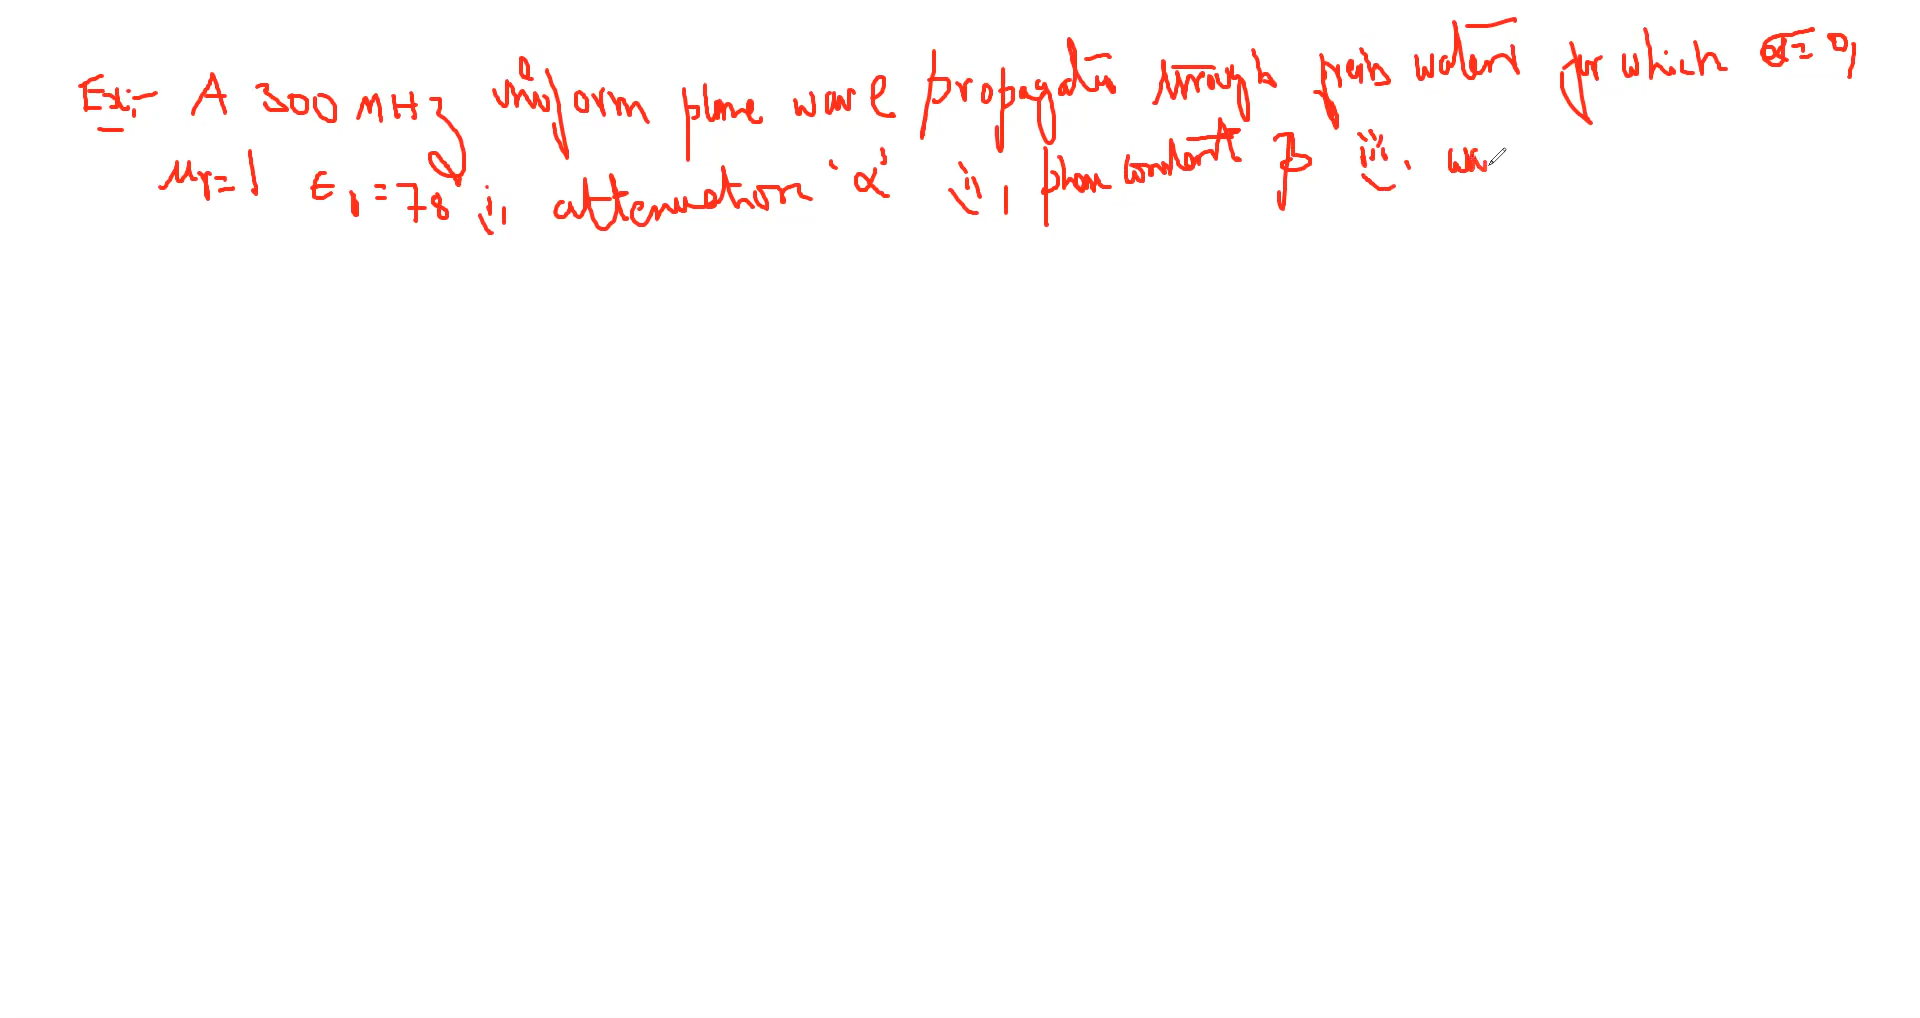 Ex:- A 300 MHz uniform plane wave propagates through fresh water for which σ=0,
μr=1 εr=78 i, attenuation 'α' ii, phase constant β iii, wa